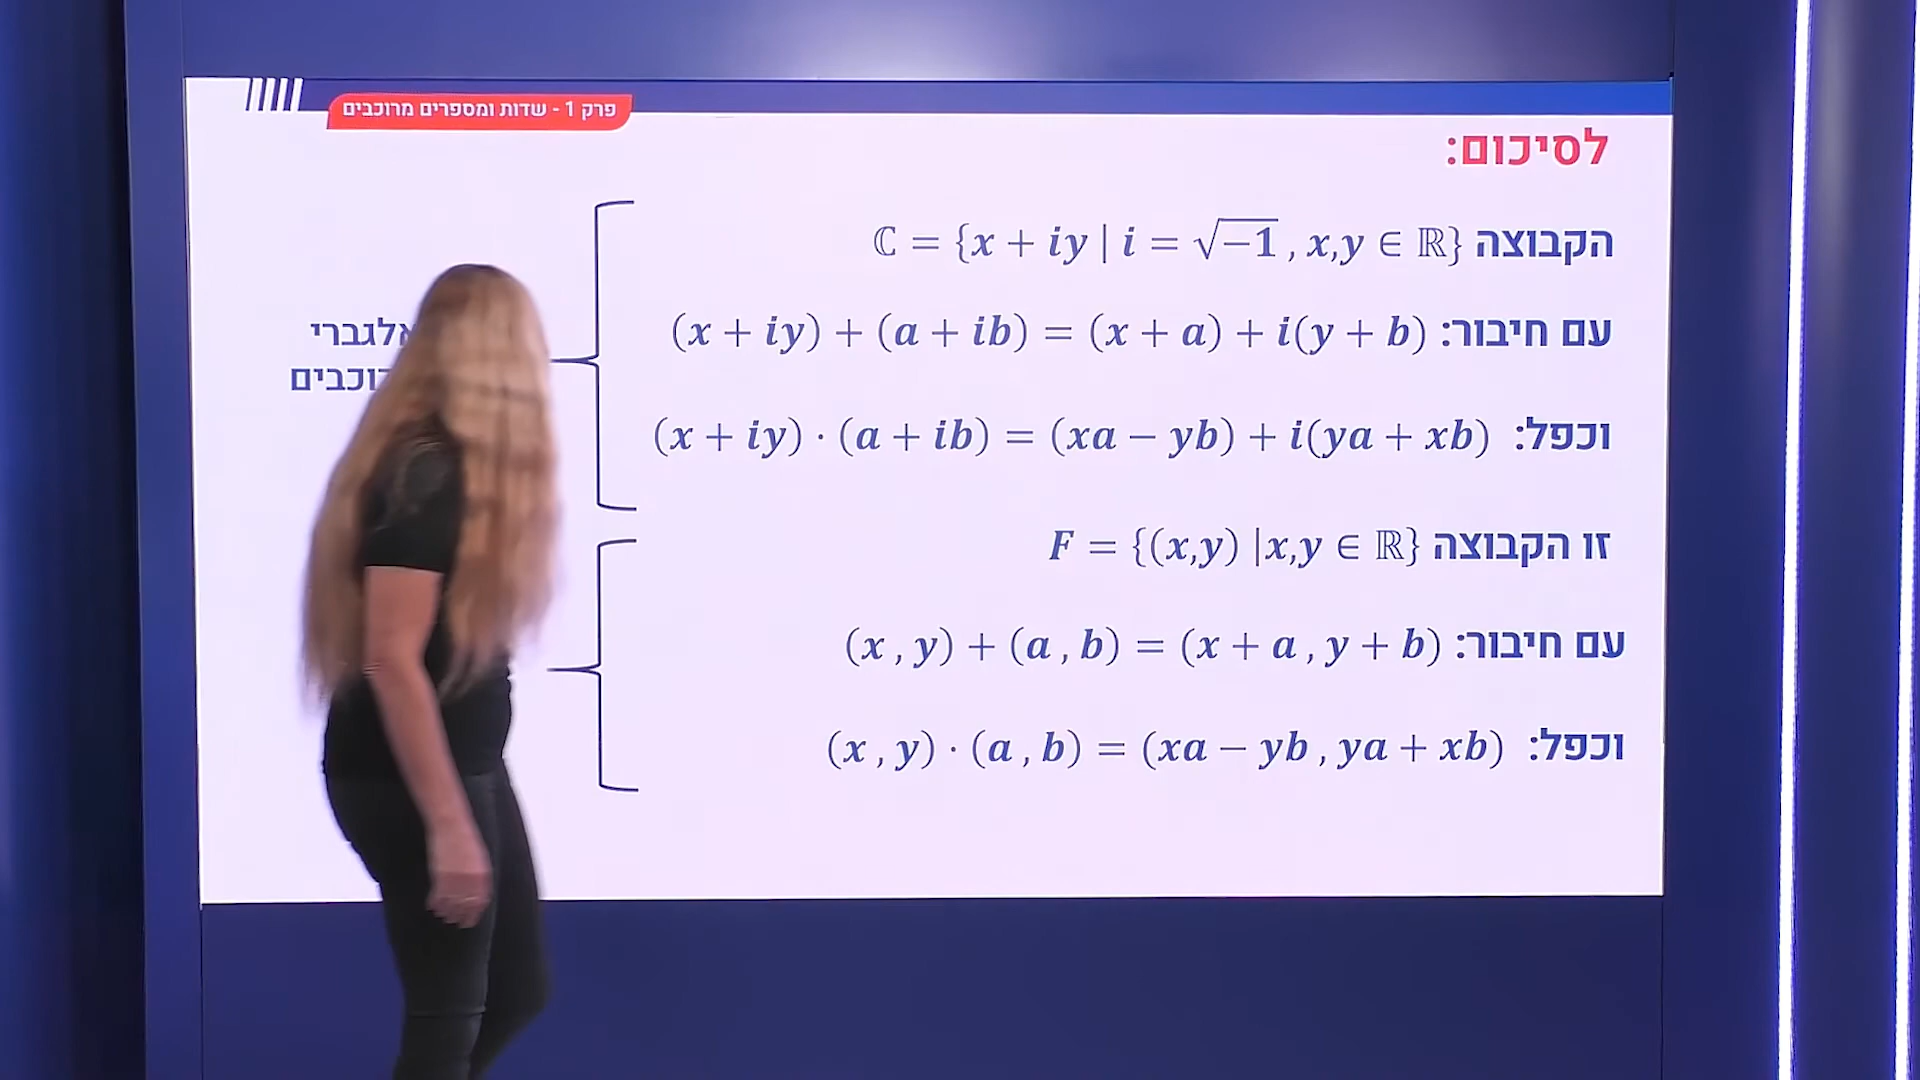 פרק 1 - שדות ומספרים מרוכבים
לסיכום:
הקבוצה ℂ = {x + iy | i = √−1 , x,y ∈ ℝ}
עם חיבור: (x + iy) + (a + ib) = (x + a) + i(y + b)
וכפל: (x + iy) · (a + ib) = (xa − yb) + i(ya + xb)
זו הקבוצה F = {(x,y) |x,y ∈ ℝ}
עם חיבור: (x , y) + (a , b) = (x + a , y + b)
וכפל: (x , y) · (a , b) = (xa − yb , ya + xb)